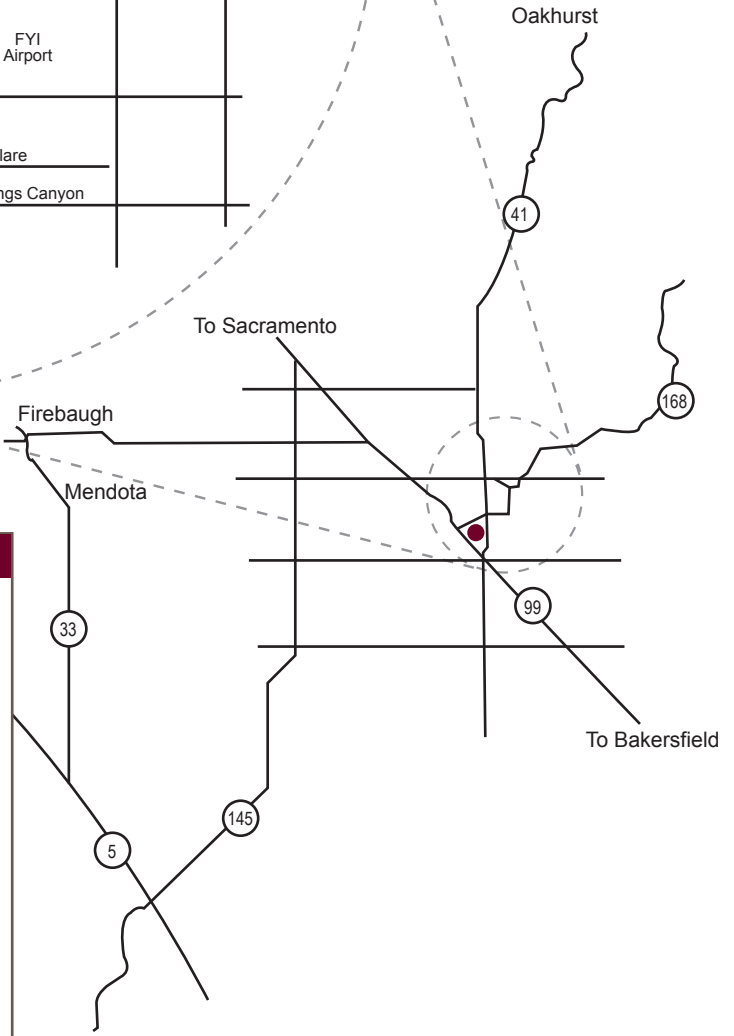 Oakhurst
FYI
Airport
lare
ngs Canyon
41
To Sacramento
168
Firebaugh
Mendota
99
33
To Bakersfield
145
5